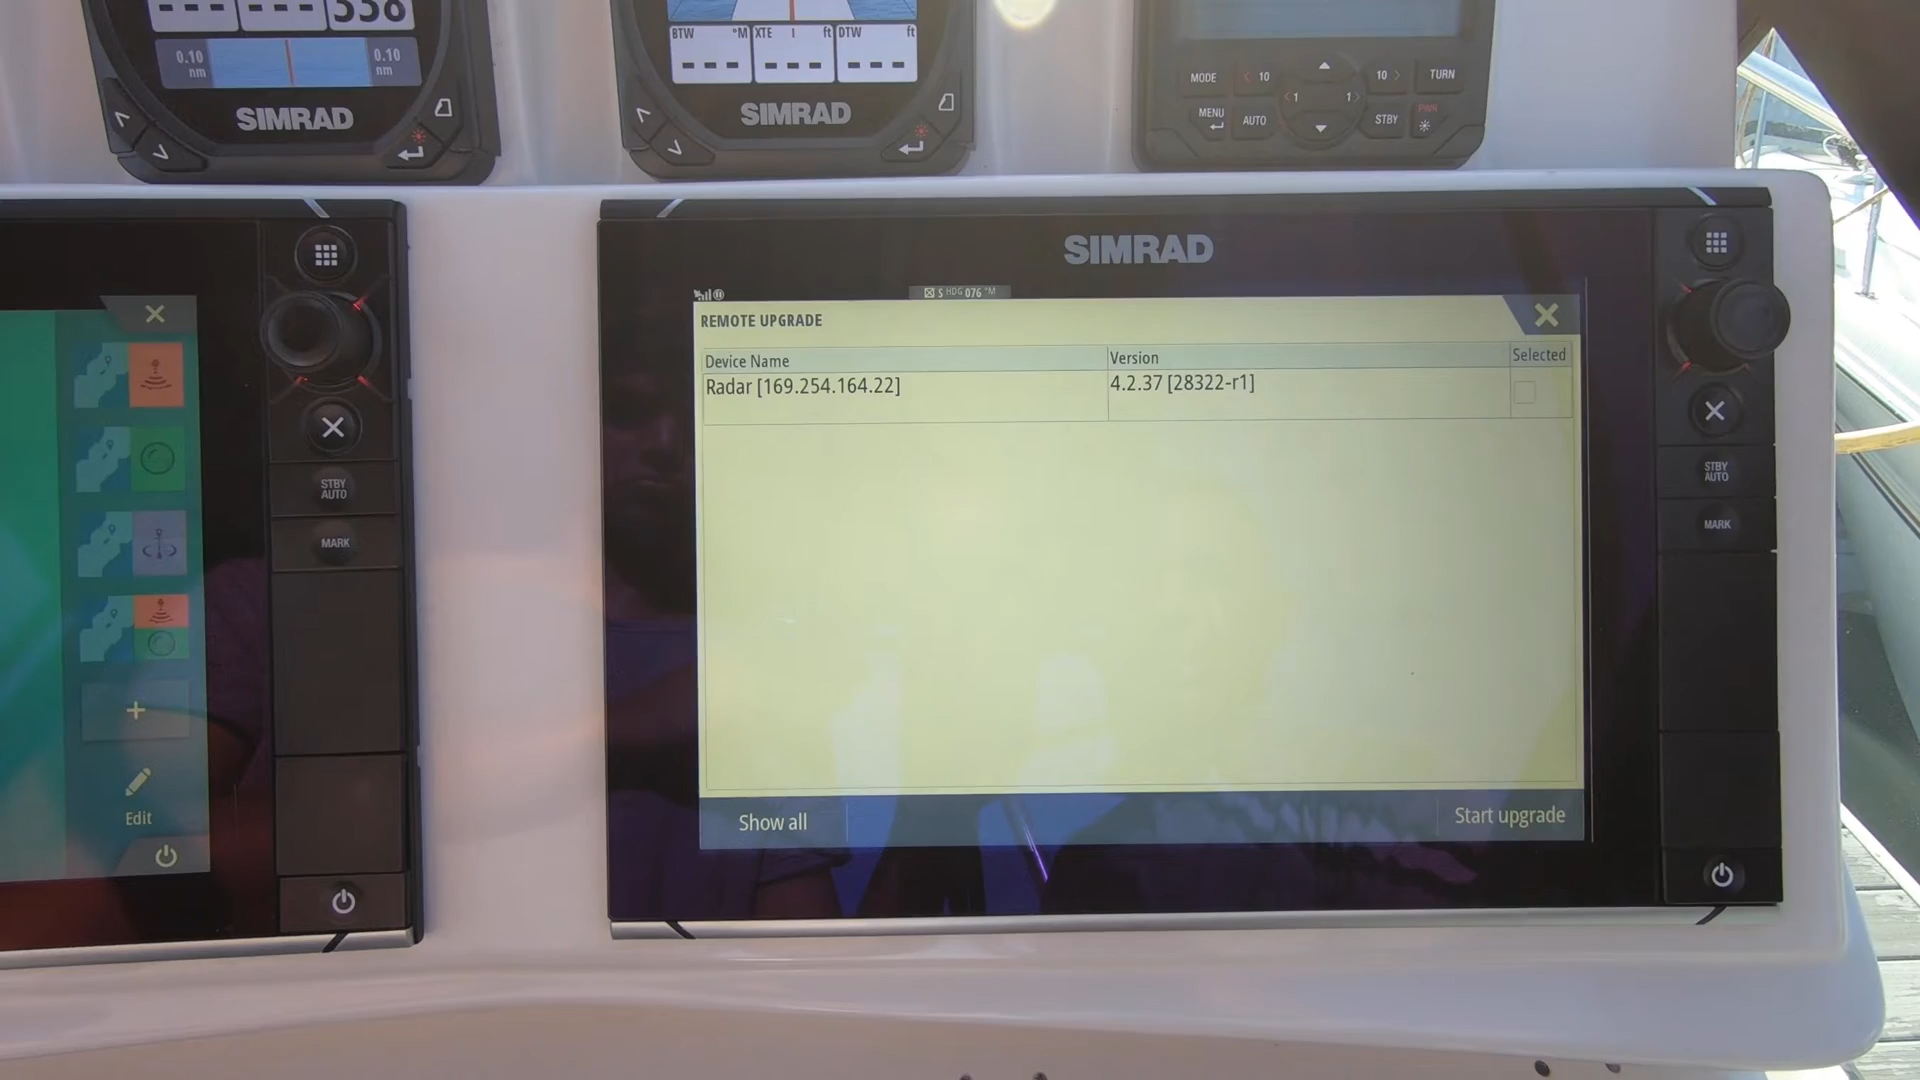 338
0.10 nm
0.10 nm
SIMRAD
BTW °M XTE ft DTW ft
--- --- ---
SIMRAD
MODE < 10 10 > TURN
<1 1>
MENU AUTO STBY PWR
SIMRAD
S HDG 076 °M
REMOTE UPGRADE
Device Name Version Selected
Radar [169.254.164.22] 4.2.37 [28322-r1]
Show all Start upgrade
STBY AUTO
MARK
Edit
STBY AUTO
MARK